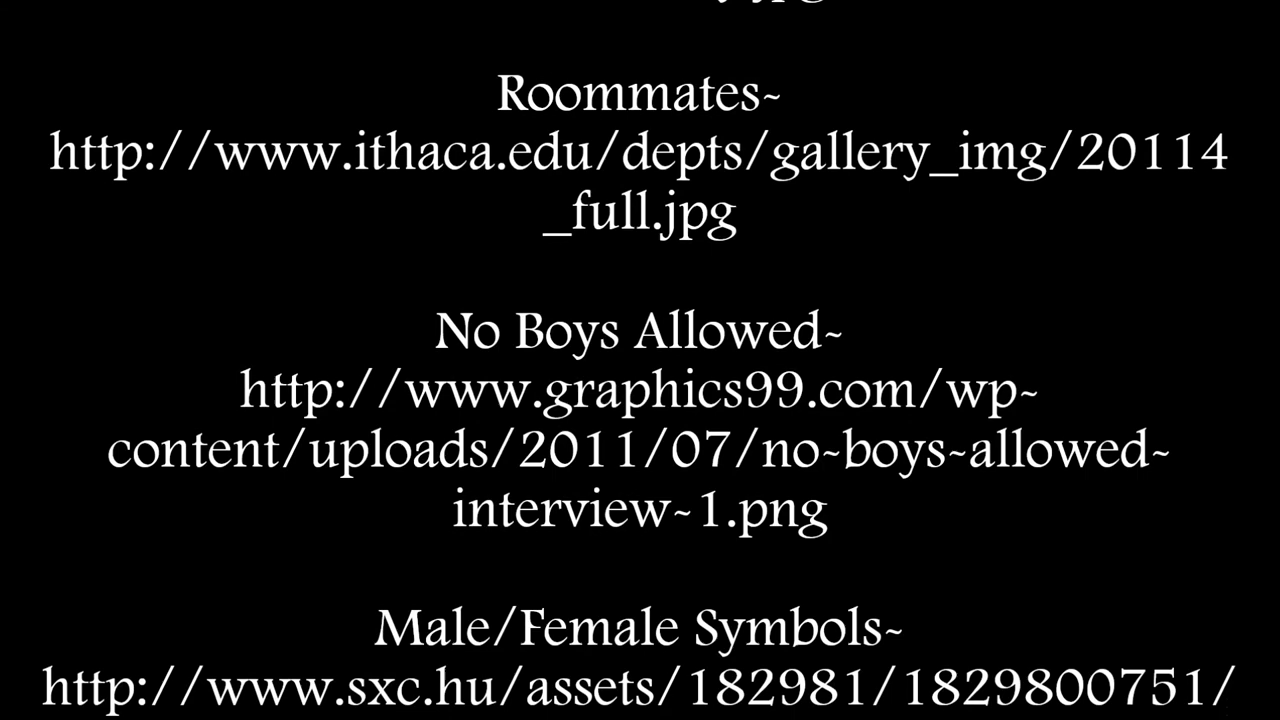 Roommates-
http://www.ithaca.edu/depts/gallery_img/20114
_full.jpg
No Boys Allowed-
http://www.graphics99.com/wp-
content/uploads/2011/07/no-boys-allowed-
interview-1.png
Male/Female Symbols-
http://www.sxc.hu/assets/182981/1829800751/